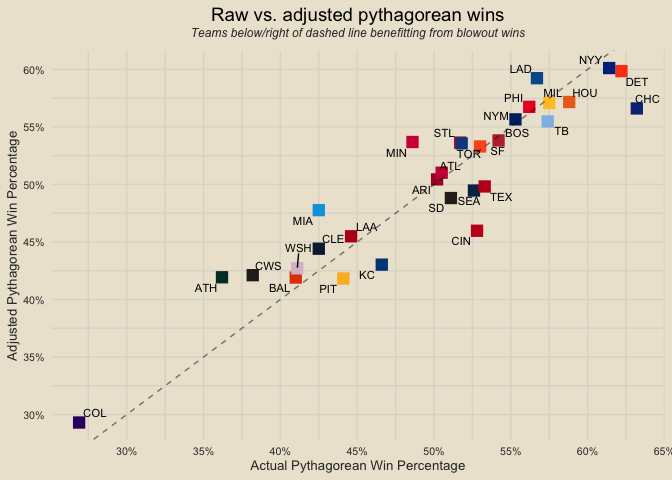 Raw vs. adjusted pythagorean wins
Teams below/right of dashed line benefitting from blowout wins
Adjusted Pythagorean Win Percentage
60%
55%
50%
45%
40%
35%
30%
NYY
LAD
DET
PHI
MIL
HOU
CHC
NYM
TB
STL
BOS
MIN
TOR
SF
ATL
ARI
SEA
TEX
SD
MIA
LAA
CIN
CLE
WSH
CWS
KC
ATH
BAL
PIT
COL
30%
35%
40%
45%
50%
55%
60%
65%
Actual Pythagorean Win Percentage